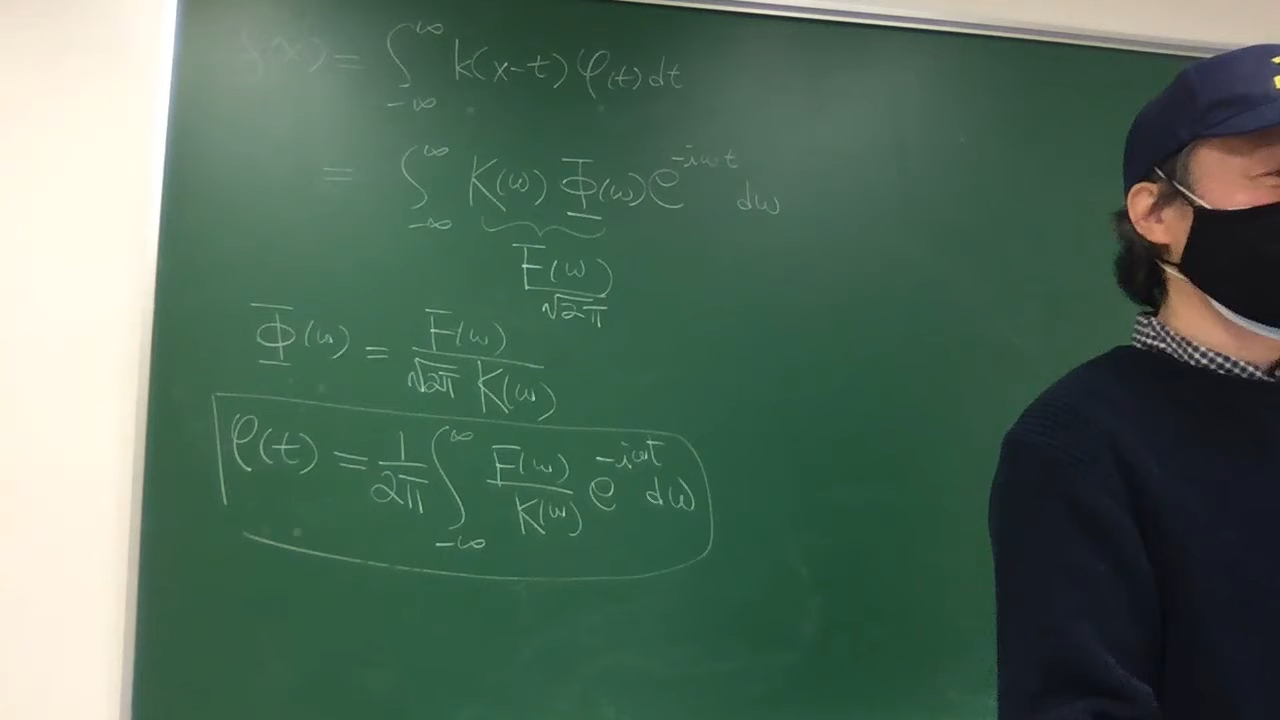 f(x) = ∫_{-∞}^{∞} k(x-t) φ(t) dt
= ∫_{-∞}^{∞} K(ω) Φ(ω) e^{-iωt} dω
F(ω)/√2π
Φ(ω) = F(ω)/(√2π K(ω))
φ(t) = 1/2π ∫_{-∞}^{∞} F(ω)/K(ω) e^{-iωt} dω